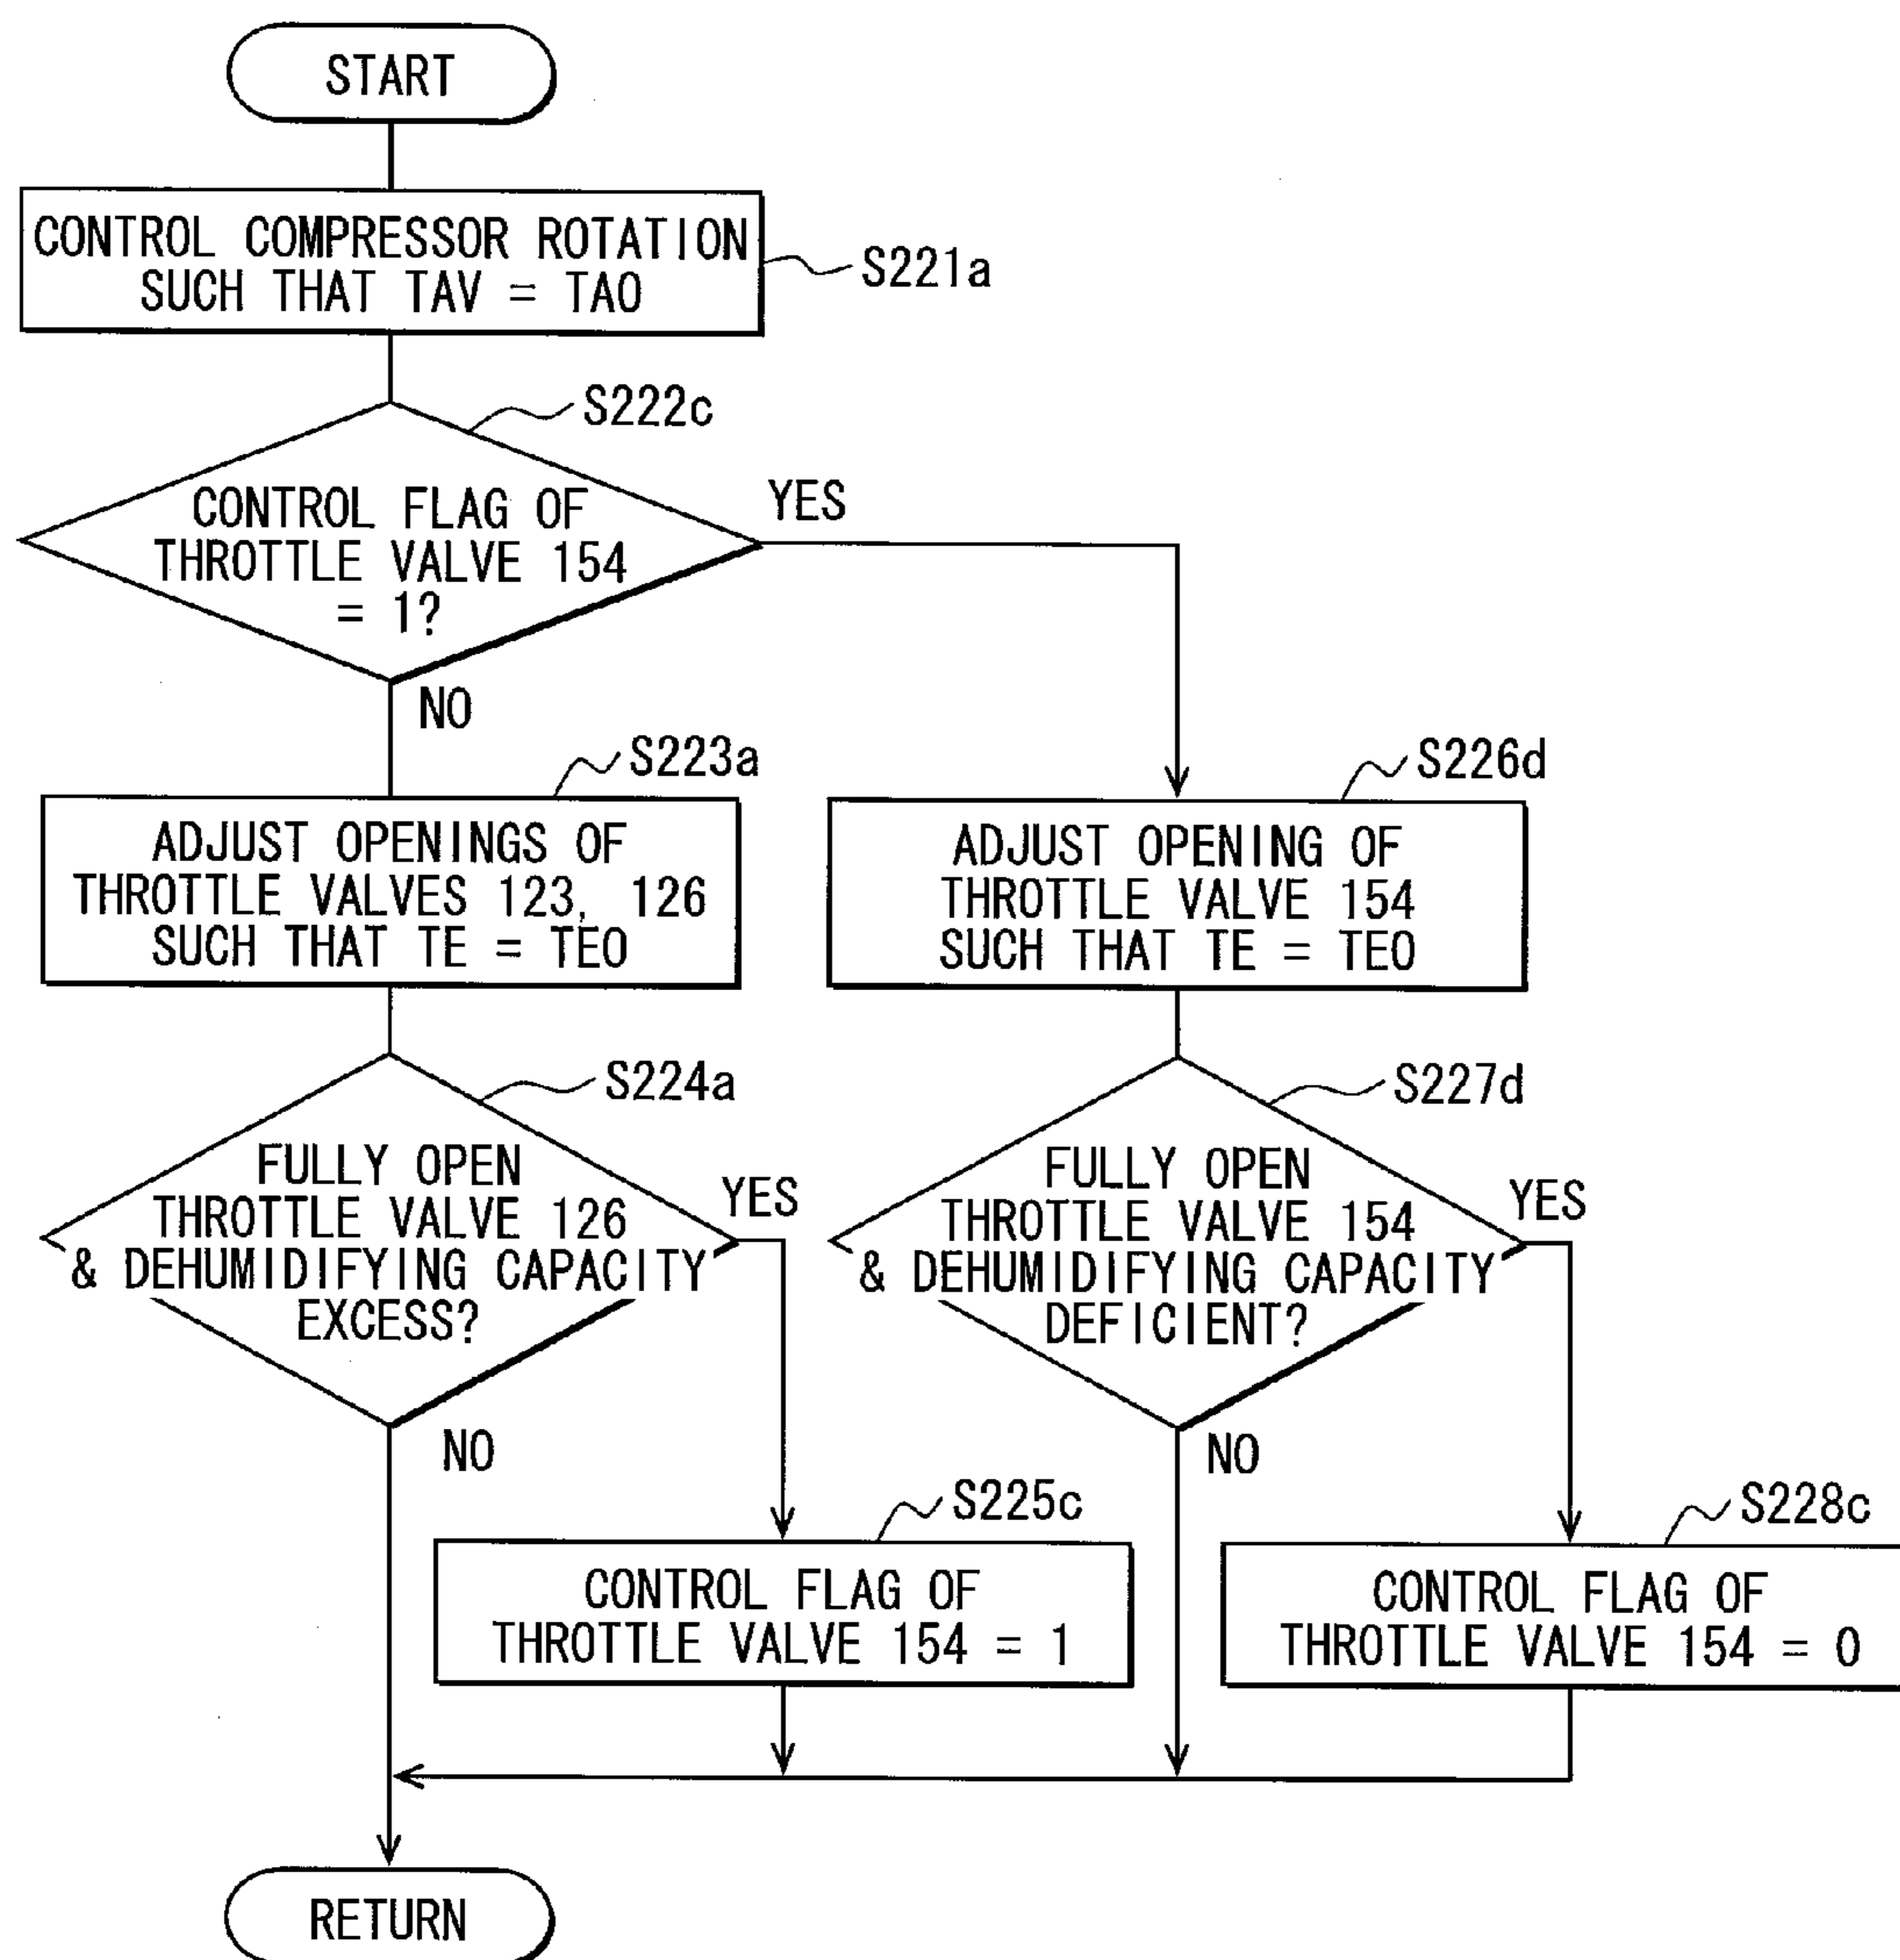 START
CONTROL COMPRESSOR ROTATION
SUCH THAT TAV = TAO
S221a
S222c
CONTROL FLAG OF
THROTTLE VALVE 154
= 1?
YES
NO
S223a
ADJUST OPENINGS OF
THROTTLE VALVES 123, 126
SUCH THAT TE = TEO
S226d
ADJUST OPENING OF
THROTTLE VALVE 154
SUCH THAT TE = TEO
S224a
FULLY OPEN
THROTTLE VALVE 126
& DEHUMIDIFYING CAPACITY
EXCESS?
YES
NO
S227d
FULLY OPEN
THROTTLE VALVE 154
& DEHUMIDIFYING CAPACITY
DEFICIENT?
YES
NO
S225c
CONTROL FLAG OF
THROTTLE VALVE 154 = 1
S228c
CONTROL FLAG OF
THROTTLE VALVE 154 = 0
RETURN